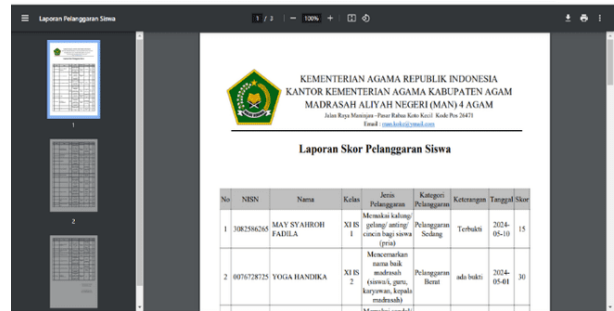 Laporan Pelanggaran Siswa
1 / 3
100%
1
2
KEMENTERIAN AGAMA REPUBLIK INDONESIA
KANTOR KEMENTERIAN AGAMA KABUPATEN AGAM
MADRASAH ALIYAH NEGERI (MAN) 4 AGAM
Jalan Raya Maninjau Pasar Rabaa Koto Kecil Kode Pos 26471
Email :
Laporan Skor Pelanggaran Siswa
No NISN Nama Kelas Jenis Pelanggaran Kategori Pelanggaran Keterangan Tanggal Skor
1 3082586265 MAY SYAHROH FADILA XI IS 1 Memakai kalung/ gelang/ anting/ cincin bagi siswa (pria) Pelanggaran Sedang Terbukti 2024-05-10 15
2 0076728725 YOGA HANDIKA XI IS 2 Mencemarkan nama baik madrasah (siswa/i, guru, karyawan, kepala madrasah) Pelanggaran Berat ada bukti 2024-05-01 30